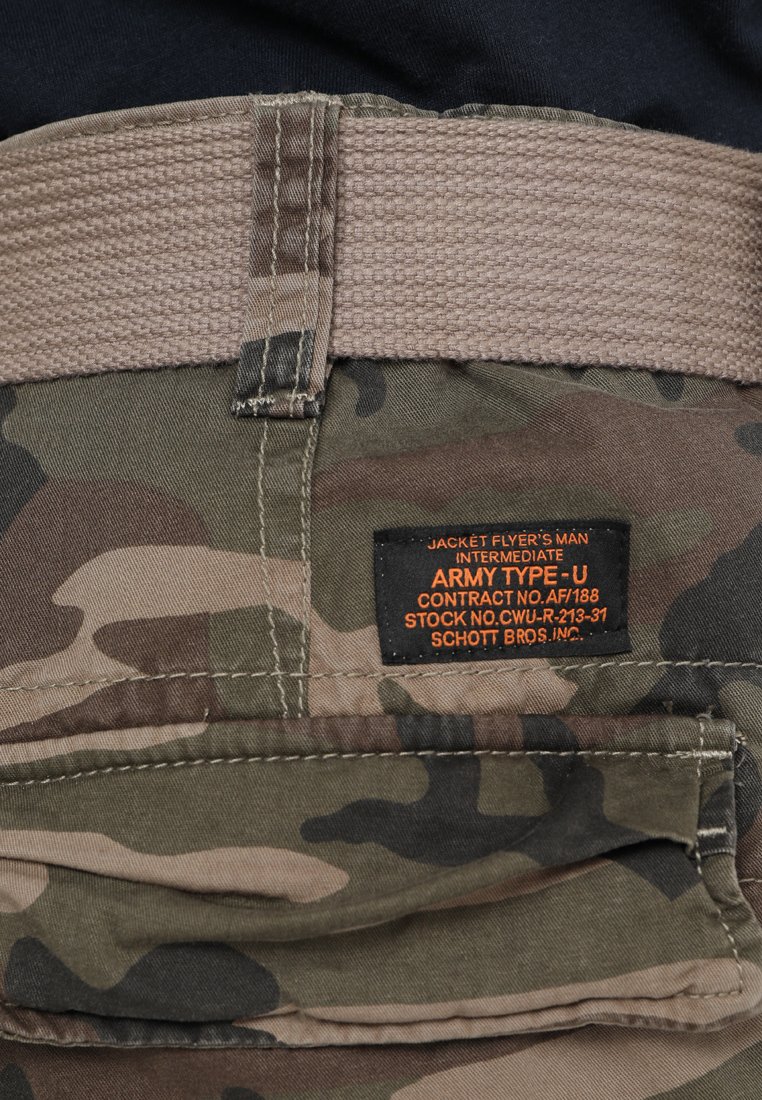 JACKET FLYER'S MAN
INTERMEDIATE
ARMY TYPE-U
CONTRACT NO.AF/188
STOCK NO.CWU-R-213-31
SCHOTT BROS.INC.